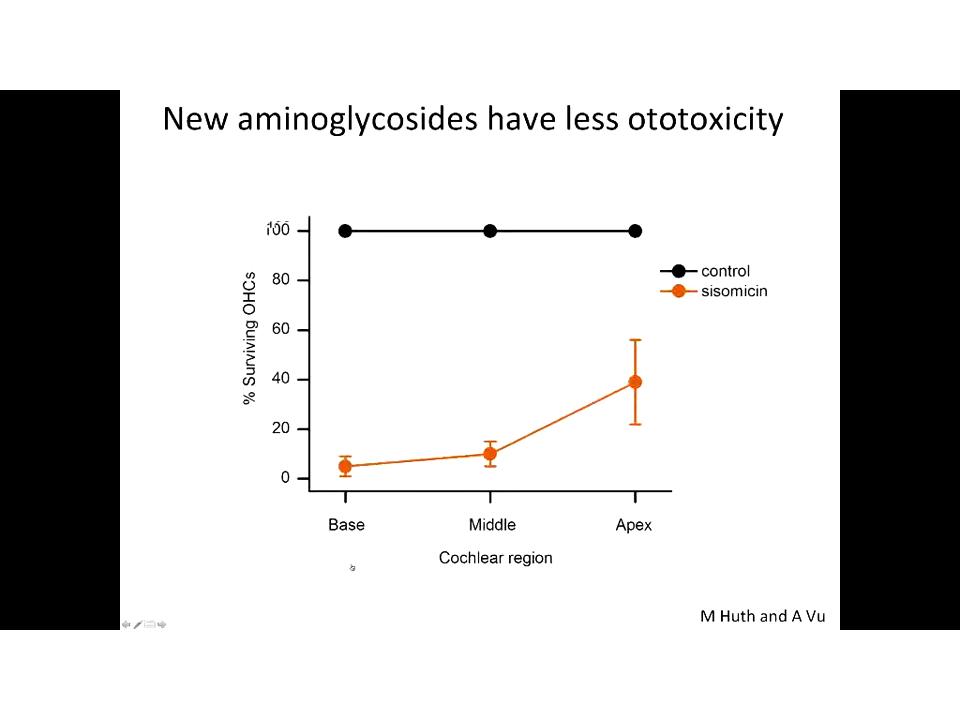 New aminoglycosides have less ototoxicity
100
80
60
40
20
0
% Surviving OHCs
control
sisomicin
Base Middle Apex
Cochlear region
M Huth and A Vu